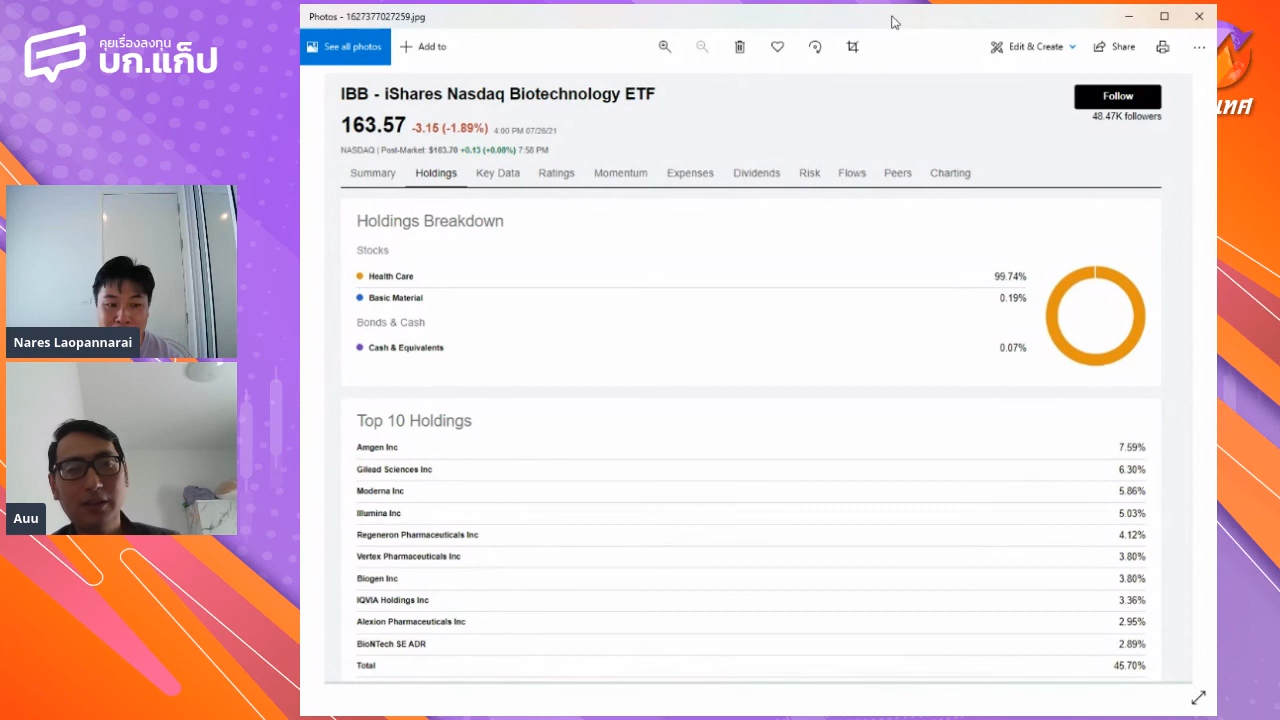 คุยเรื่องลงทุน
บก.แก็ป
Nares Laopannarai
Auu
Photos - 1627377027259.jpg
See all photos
Add to
Edit & Create
Share
IBB - iShares Nasdaq Biotechnology ETF
Follow
48.47K followers
163.57 -3.15 (-1.89%) 4:00 PM 07/26/21
NASDAQ | Post-Market $163.70 +0.13 (+0.08%) 7:58 PM
Summary Holdings Key Data Ratings Momentum Expenses Dividends Risk Flows Peers Charting
Holdings Breakdown
Stocks
Health Care 99.74%
Basic Material 0.19%
Bonds & Cash
Cash & Equivalents 0.07%
Top 10 Holdings
Amgen Inc 7.59%
Gilead Sciences Inc 6.30%
Moderna Inc 5.86%
Illumina Inc 5.03%
Regeneron Pharmaceuticals Inc 4.12%
Vertex Pharmaceuticals Inc 3.80%
Biogen Inc 3.80%
IQVIA Holdings Inc 3.36%
Alexion Pharmaceuticals Inc 2.95%
BioNTech SE ADR 2.89%
Total 45.70%